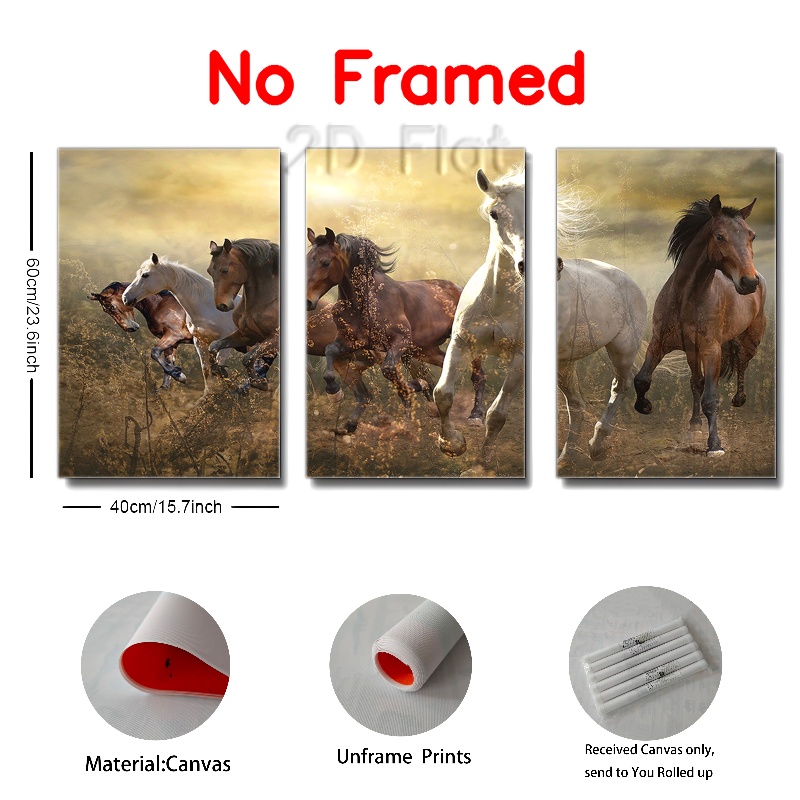 No Framed
2D Flat
60cm/23.6inch
40cm/15.7inch
Material:Canvas
Unframe Prints
Received Canvas only,
send to You Rolled up